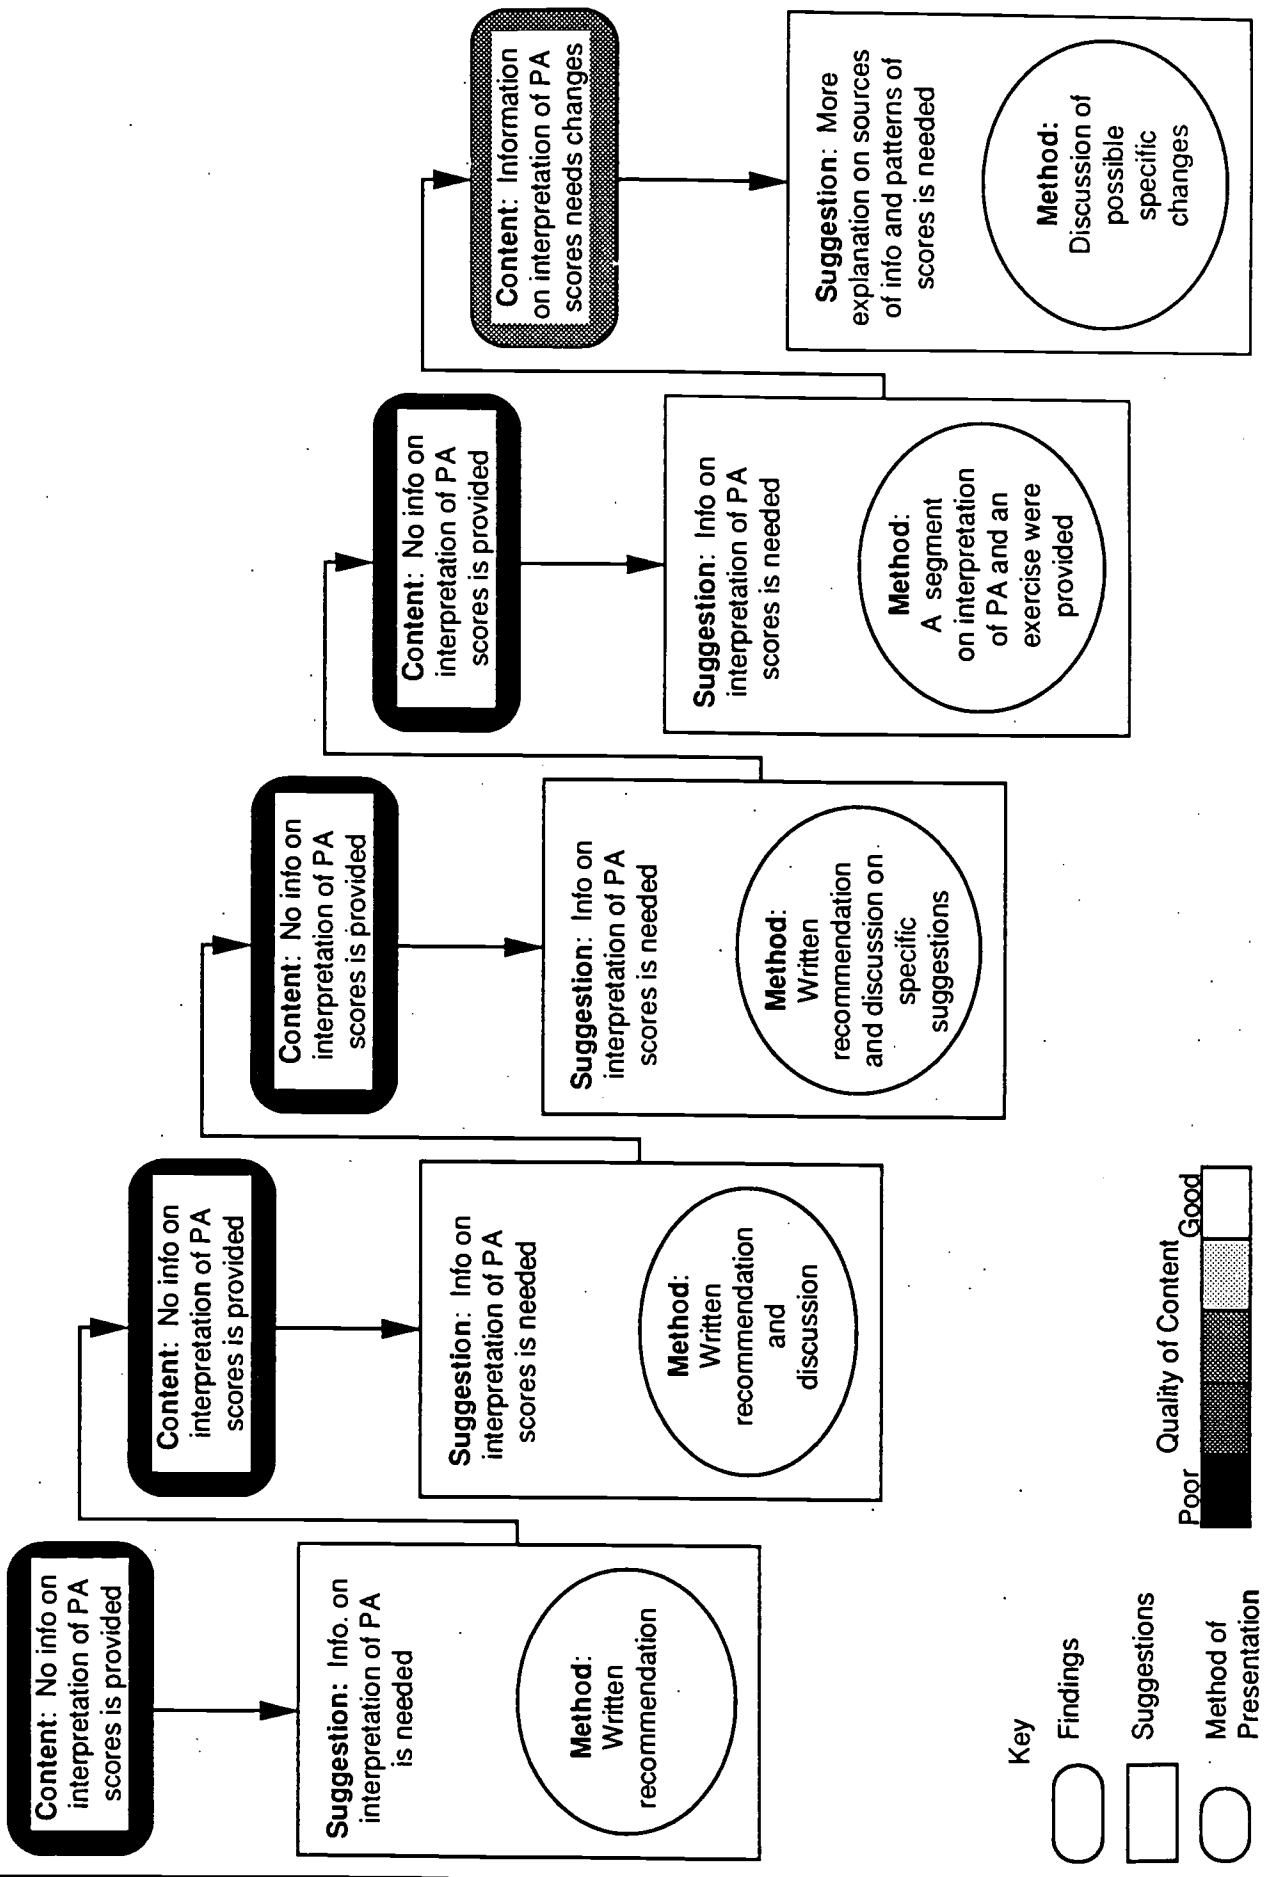 Content: No info on
interpretation of PA
scores is provided
Suggestion: Info. on
interpretation of PA
is needed
Method:
Written
recommendation
Content: No info on
interpretation of PA
scores is provided
Suggestion: Info on
interpretation of PA
scores is needed
Method:
Written
recommendation
and
discussion
Content: No info on
interpretation of PA
scores is provided
Suggestion: Info on
interpretation of PA
scores is needed
Method:
Written
recommendation
and discussion on
specific
suggestions
Content: No info on
interpretation of PA
scores is provided
Suggestion: Info on
interpretation of PA
scores is needed
Method:
A segment
on interpretation
of PA and an
exercise were
provided
Content: Information
on interpretation of PA
scores needs changes
Suggestion: More
explanation on sources
of info and patterns of
scores is needed
Method:
Discussion of
possible
specific
changes
Key
Findings
Suggestions
Method of
Presentation
Quality of Content
Poor
Good